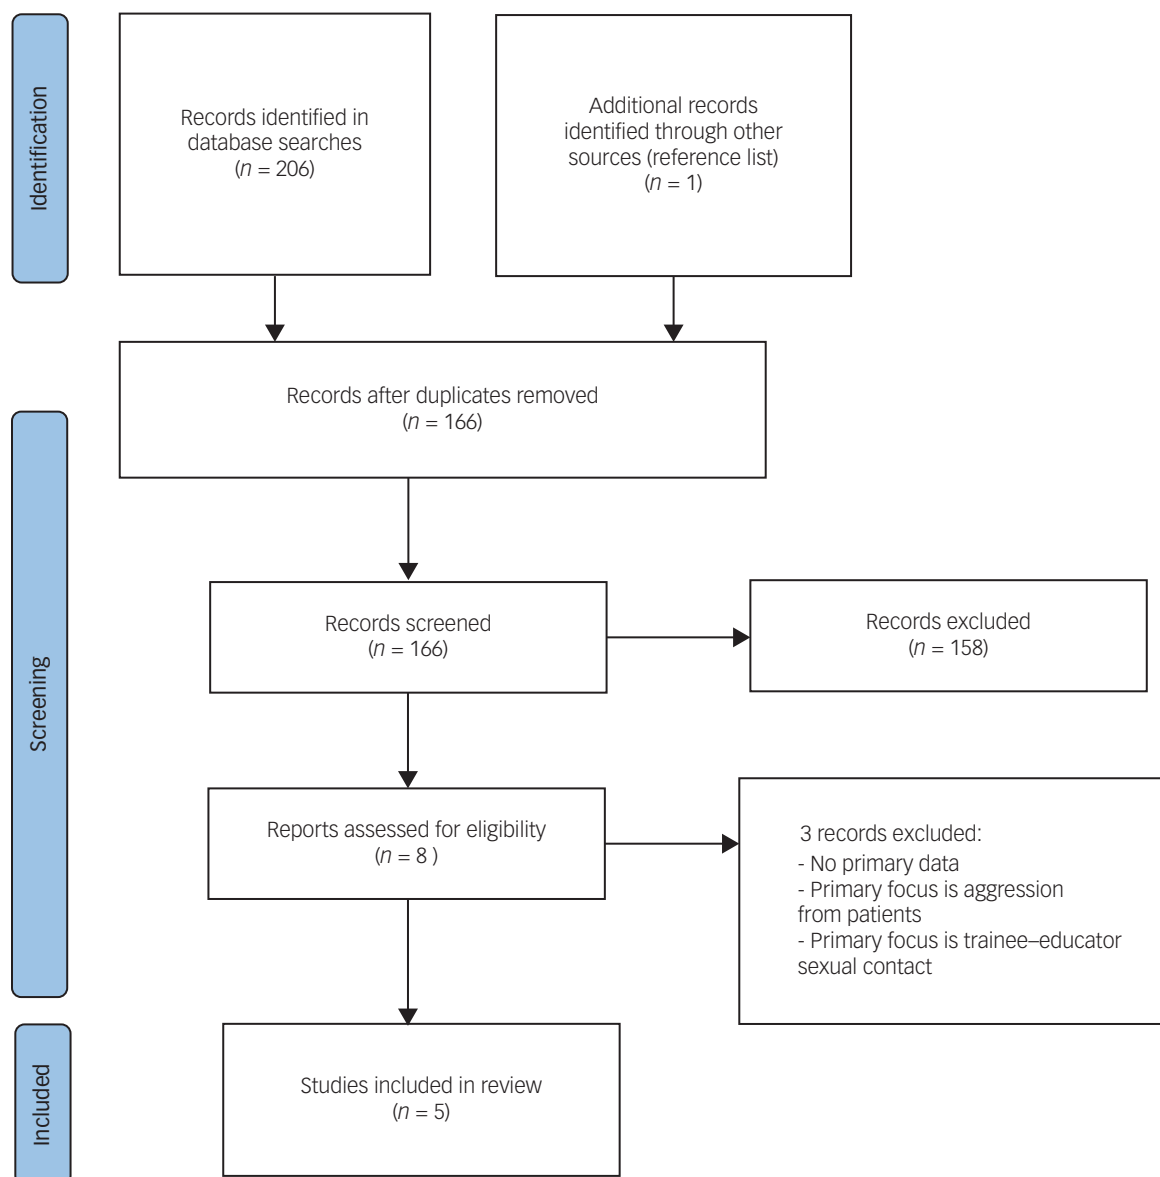 Identification
Records identified in
database searches
(n = 206)
Additional records
identified through other
sources (reference list)
(n = 1)
Records after duplicates removed
(n = 166)
Screening
Records screened
(n = 166)
Records excluded
(n = 158)
Reports assessed for eligibility
(n = 8 )
3 records excluded:
- No primary data
- Primary focus is aggression
from patients
- Primary focus is trainee–educator
sexual contact
Included
Studies included in review
(n = 5)